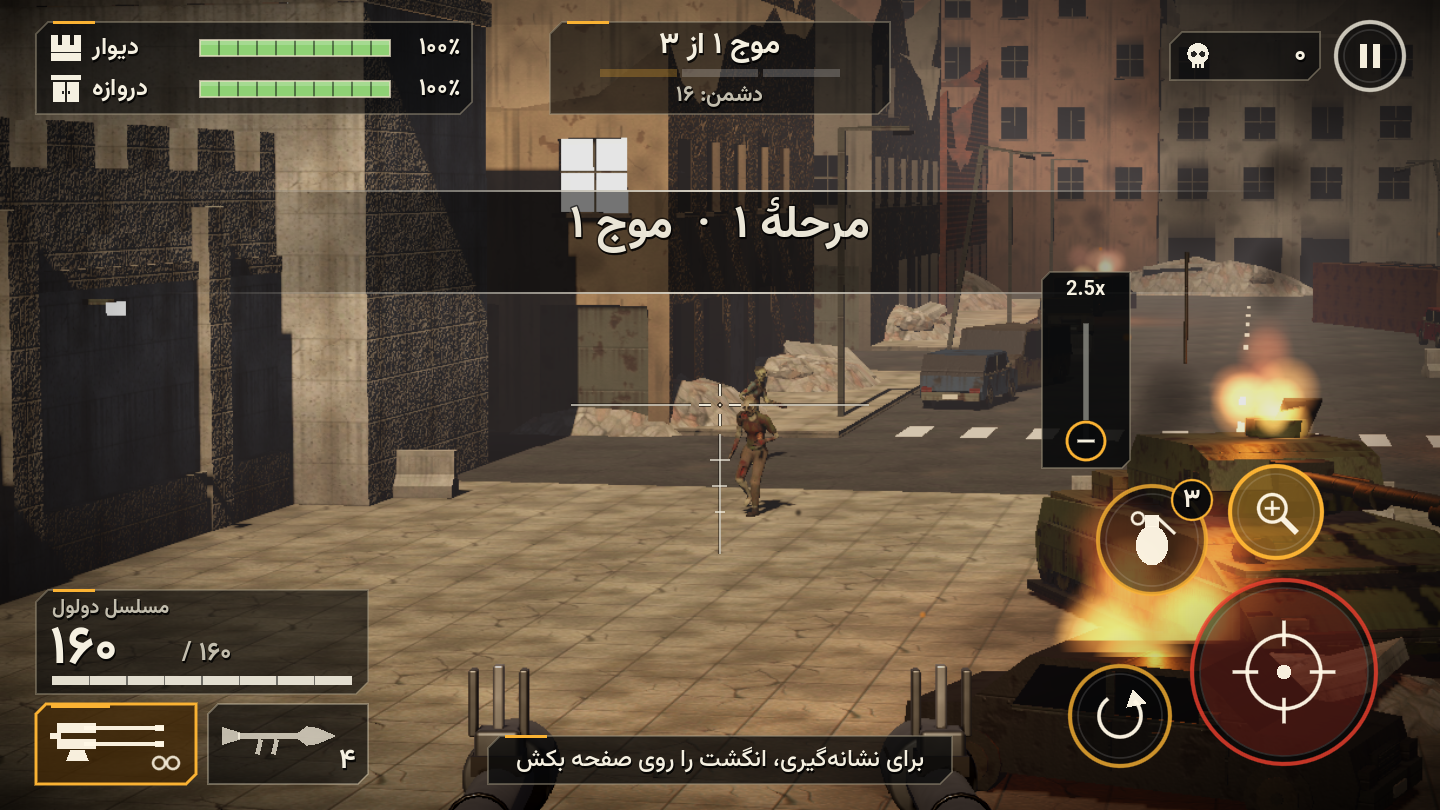 دیوار ۱۰۰٪
دروازه ۱۰۰٪
موج ۱ از ۳
دشمن: ۱۶
۰
مرحلهٔ ۱ · موج ۱
2.5x
۳
مسلسل دولول
۱۶۰ / ۱۶۰
∞
۴
برای نشانه‌گیری، انگشت را روی صفحه بکش